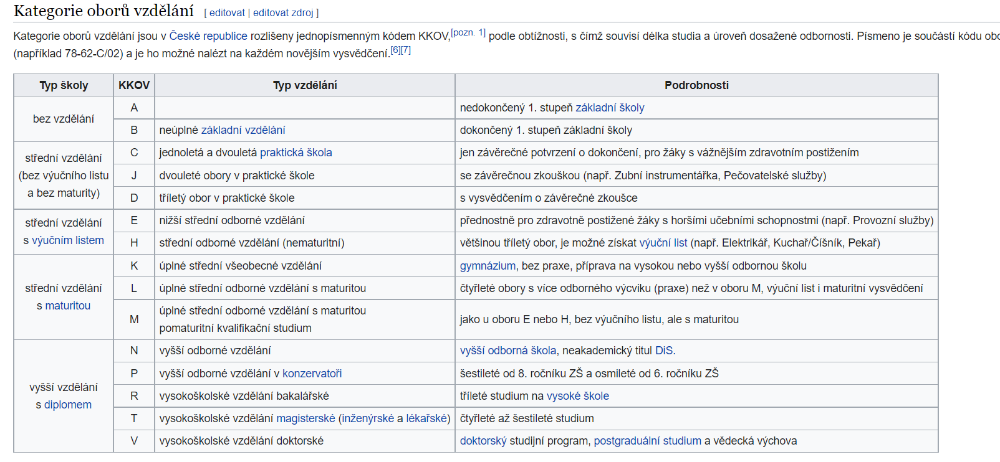 Kategorie oborů vzdělání [ editovat | editovat zdroj ]
Kategorie oborů vzdělání jsou v České republice rozlišeny jednopísmenným kódem KKOV,[pozn. 1] podle obtížnosti, s čímž souvisí délka studia a úroveň dosažené odbornosti. Písmeno je součástí kódu
(například 78-62-C/02) a je ho možné nalézt na každém novějším vysvědčení.[6][7]
Typ školy KKOV Typ vzdělání Podrobnosti
bez vzdělání
A nedokončený 1. stupeň základní školy
B neúplné základní vzdělání dokončený 1. stupeň základní školy
střední vzdělání
(bez výučního listu
a bez maturity)
C jednoletá a dvouletá praktická škola jen závěrečné potvrzení o dokončení, pro žáky s vážnějším zdravotním postižením
J dvouleté obory v praktické škole se závěrečnou zkouškou (např. Zubní instrumentářka, Pečovatelské služby)
D tříletý obor v praktické škole s vysvědčením o závěrečné zkoušce
střední vzdělání
s výučním listem
E nižší střední odborné vzdělání přednostně pro zdravotně postižené žáky s horšími učebními schopnostmi (např. Provozní služby)
H střední odborné vzdělání (nematuritní) většinou tříletý obor, je možné získat výuční list (např. Elektrikář, Kuchař/Číšník, Pekař)
střední vzdělání
s maturitou
K úplné střední všeobecné vzdělání gymnázium, bez praxe, příprava na vysokou nebo vyšší odbornou školu
L úplné střední odborné vzdělání s maturitou čtyřleté obory s více odborného výcviku (praxe) než v oboru M, výuční list i maturitní vysvědčení
M úplné střední odborné vzdělání s maturitou
pomaturitní kvalifikační studium
jako u oboru E nebo H, bez výučního listu, ale s maturitou
vyšší vzdělání
s diplomem
N vyšší odborné vzdělání vyšší odborná škola, neakademický titul DiS.
P vyšší odborné vzdělání v konzervatoři šestileté od 8. ročníku ZŠ a osmileté od 6. ročníku ZŠ
R vysokoškolské vzdělání bakalářské tříleté studium na vysoké škole
T vysokoškolské vzdělání magisterské (inženýrské a lékařské) čtyřleté až šestileté studium
V vysokoškolské vzdělání doktorské doktorský studijní program, postgraduální studium a vědecká výchova